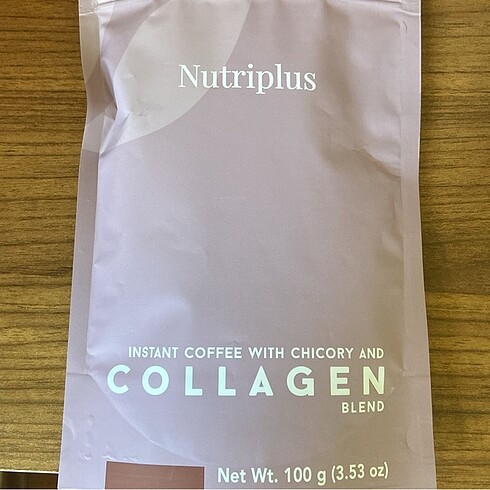 Nutriplus
INSTANT COFFEE WITH CHICORY AND
COLLAGEN
BLEND
Net Wt. 100 g (3.53 oz)